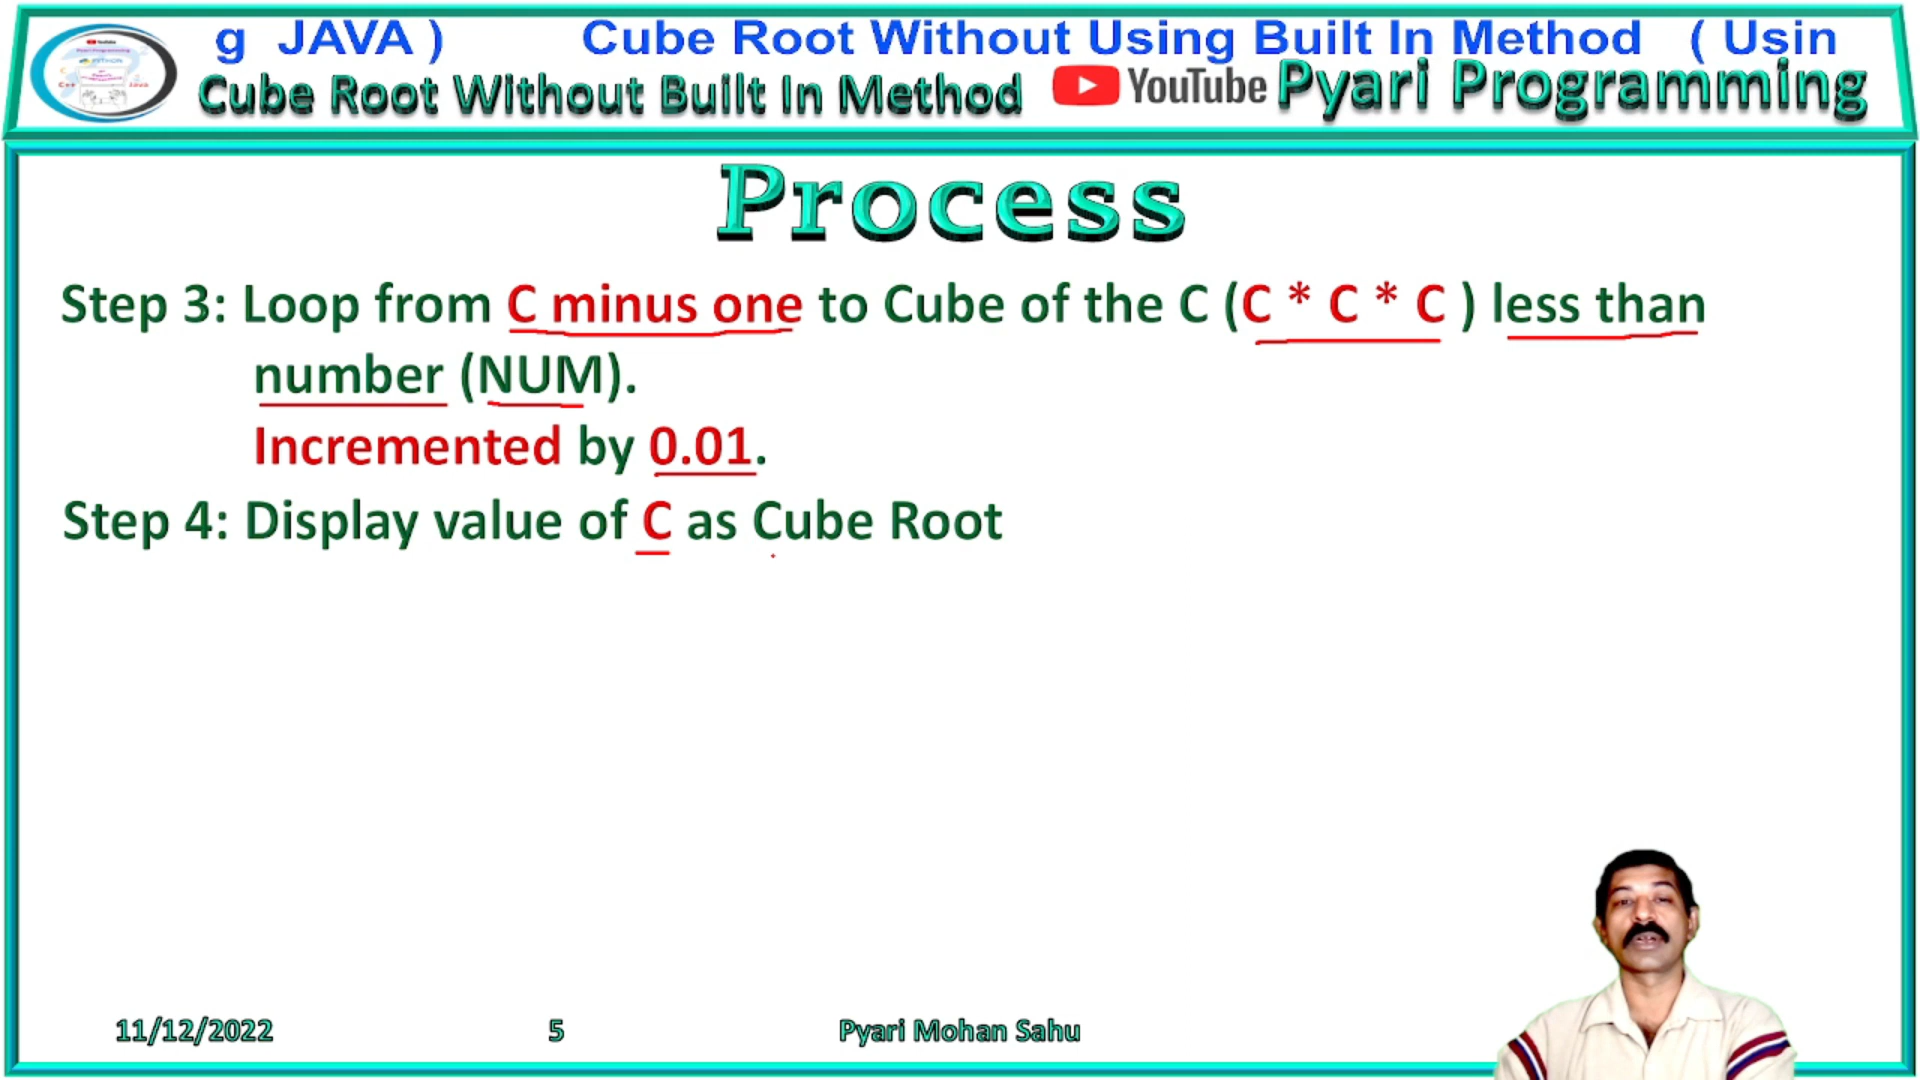 g JAVA ) Cube Root Without Using Built In Method ( Usin
Cube Root Without Built In Method YouTube Pyari Programming
Process
Step 3: Loop from C minus one to Cube of the C (C * C * C ) less than
number (NUM).
Incremented by 0.01.
Step 4: Display value of C as Cube Root
11/12/2022 5 Pyari Mohan Sahu